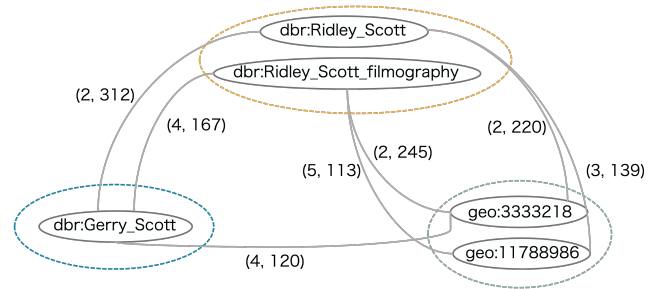 dbr:Ridley_Scott
dbr:Ridley_Scott_filmography
(2, 312)
(4, 167)
(2, 220)
(2, 245)
(5, 113)
(3, 139)
dbr:Gerry_Scott
geo:3333218
geo:11788986
(4, 120)